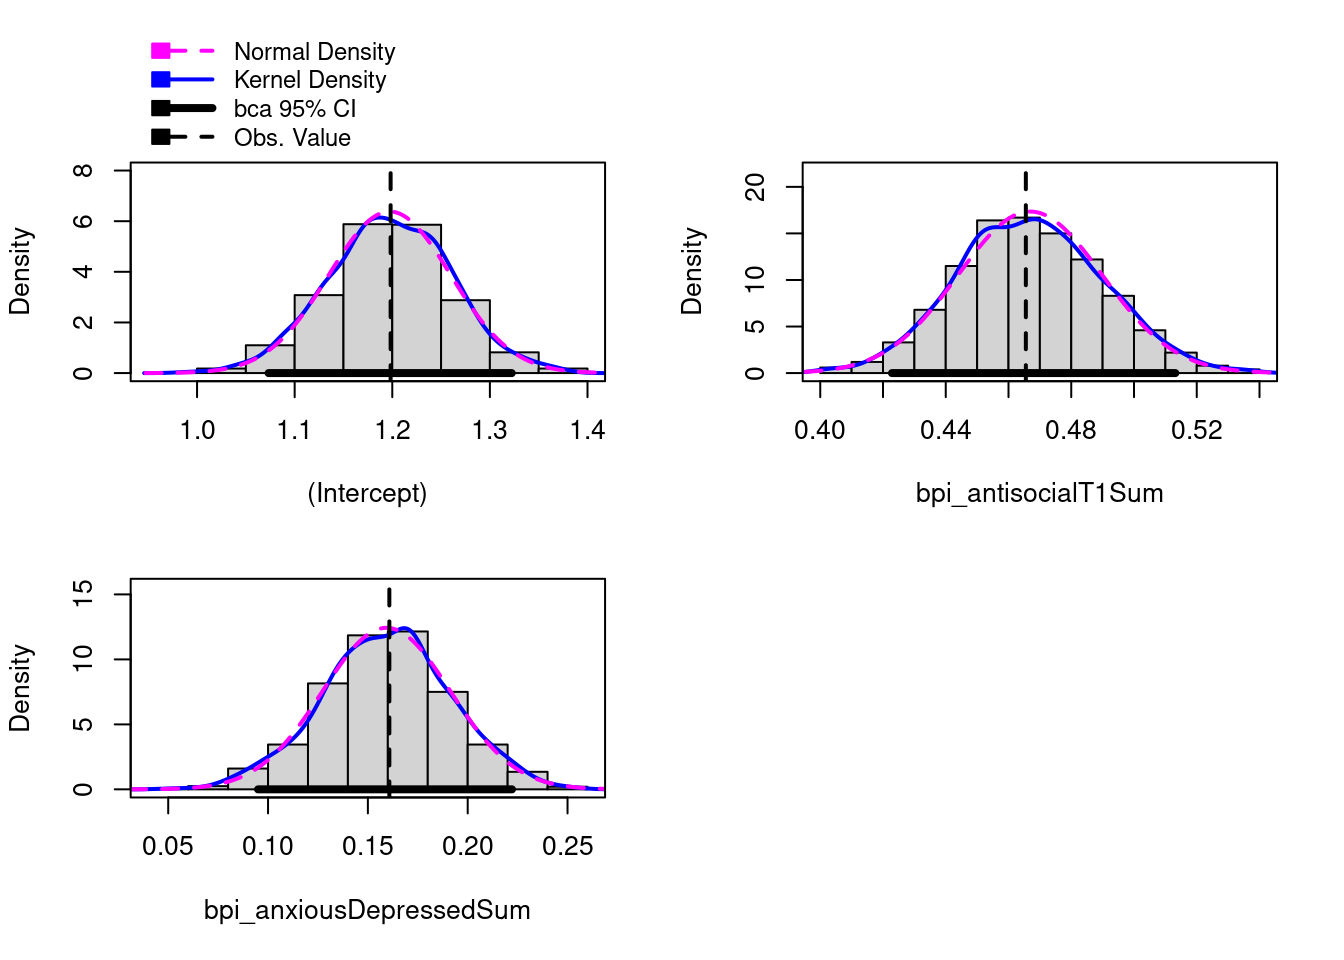 Normal Density
Kernel Density
bca 95% CI
Obs. Value
Density
0 2 4 6 8
1.0 1.1 1.2 1.3 1.4
(Intercept)
Density
0 5 10 20
0.40 0.44 0.48 0.52
bpi_antisocialT1Sum
Density
0 5 10 15
0.05 0.10 0.15 0.20 0.25
bpi_anxiousDepressedSum